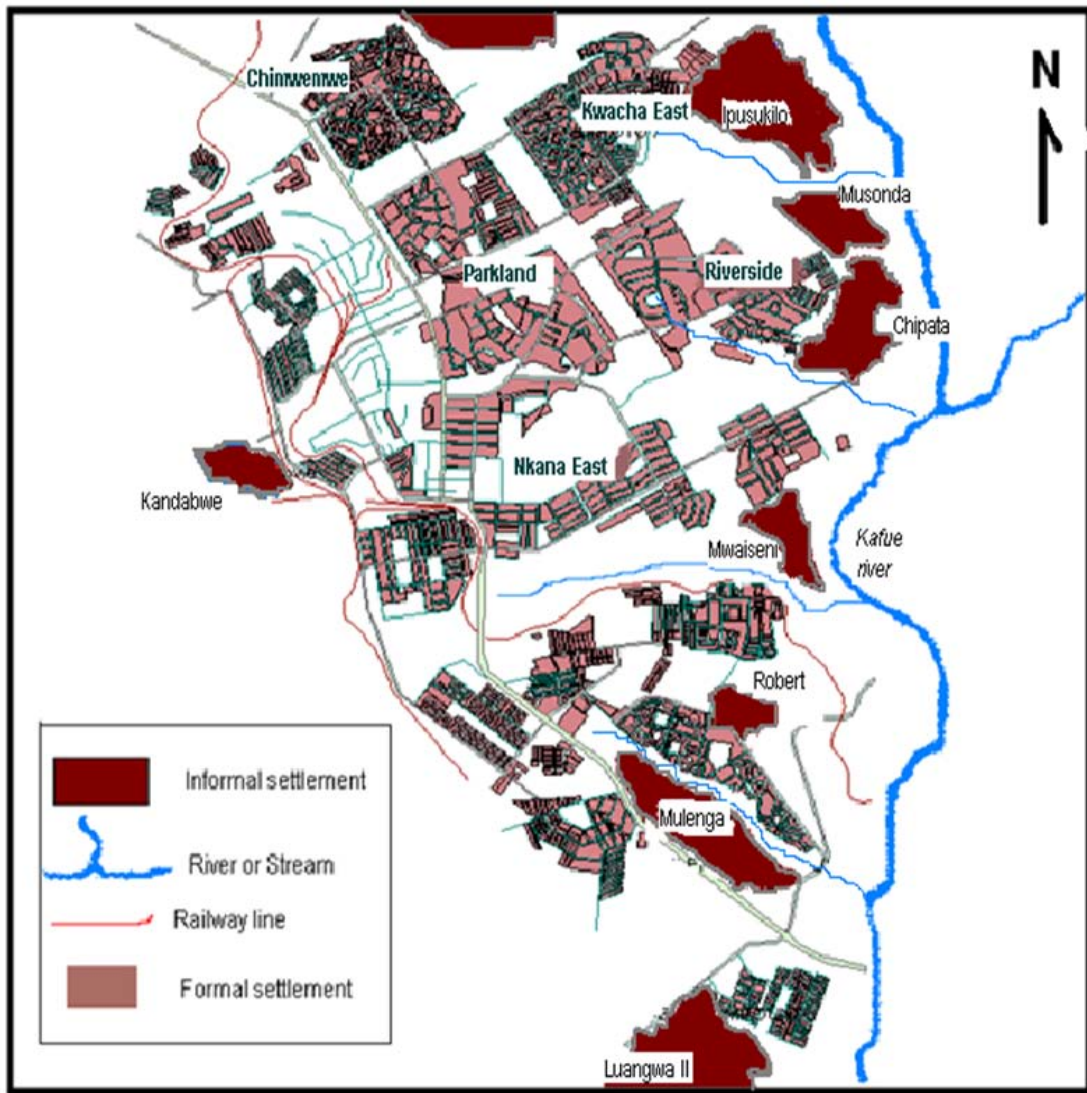 N
Chimwemwe
Kwacha East
Ipusukilo
Musonda
Parkland
Riverside
Chipata
Nkana East
Kandabwe
Mwaiseni
Kafue
river
Robert
Mulenga
Luangwa II
Informal settlement
River or Stream
Railway line
Formal settlement